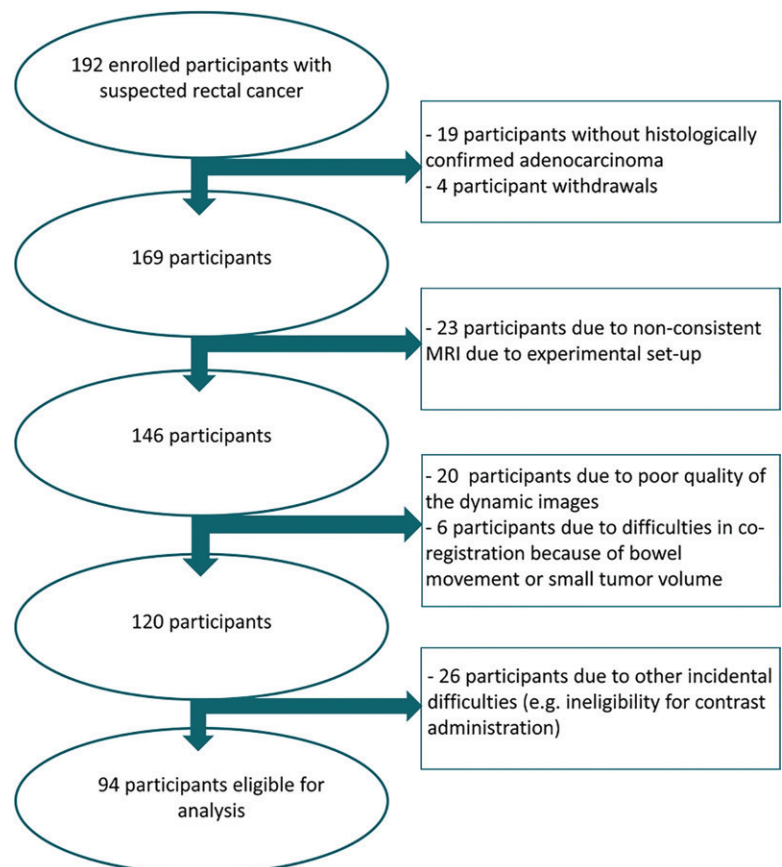 192 enrolled participants with
suspected rectal cancer
- 19 participants without histologically
confirmed adenocarcinoma
- 4 participant withdrawals
169 participants
- 23 participants due to non-consistent
MRI due to experimental set-up
146 participants
- 20  participants due to poor quality of
the dynamic images
- 6 participants due to difficulties in co-
registration because of bowel
movement or small tumor volume
120 participants
- 26 participants due to other incidental
difficulties (e.g. ineligibility for contrast
administration)
94 participants eligible for
analysis